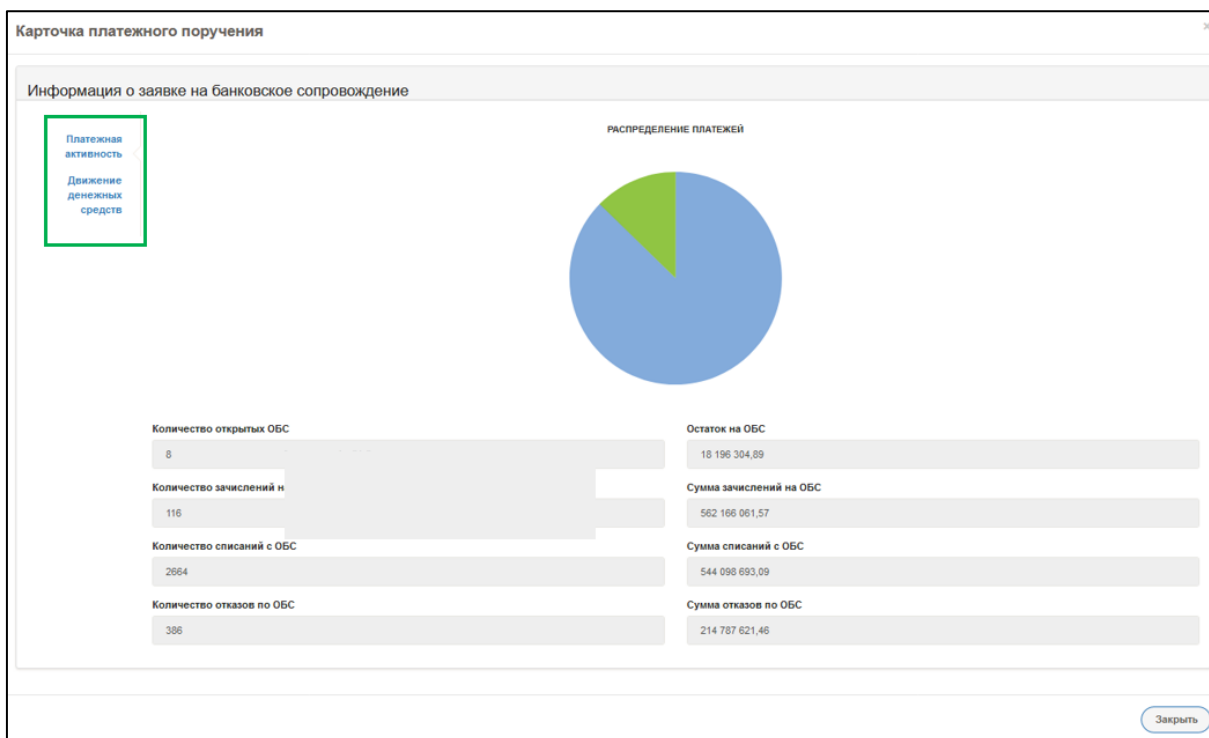 Карточка платежного поручения
×
Информация о заявке на банковское сопровождение
Платежная
активность
Движение
денежных
средств
РАСПРЕДЕЛЕНИЕ ПЛАТЕЖЕЙ
Количество открытых ОБС
Остаток на ОБС
8
18 196 304,89
Количество зачислений н
Сумма зачислений на ОБС
116
562 166 061,57
Количество списаний с ОБС
Сумма списаний с ОБС
2664
544 098 693,09
Количество отказов по ОБС
Сумма отказов по ОБС
386
214 787 621,46
Закрыть